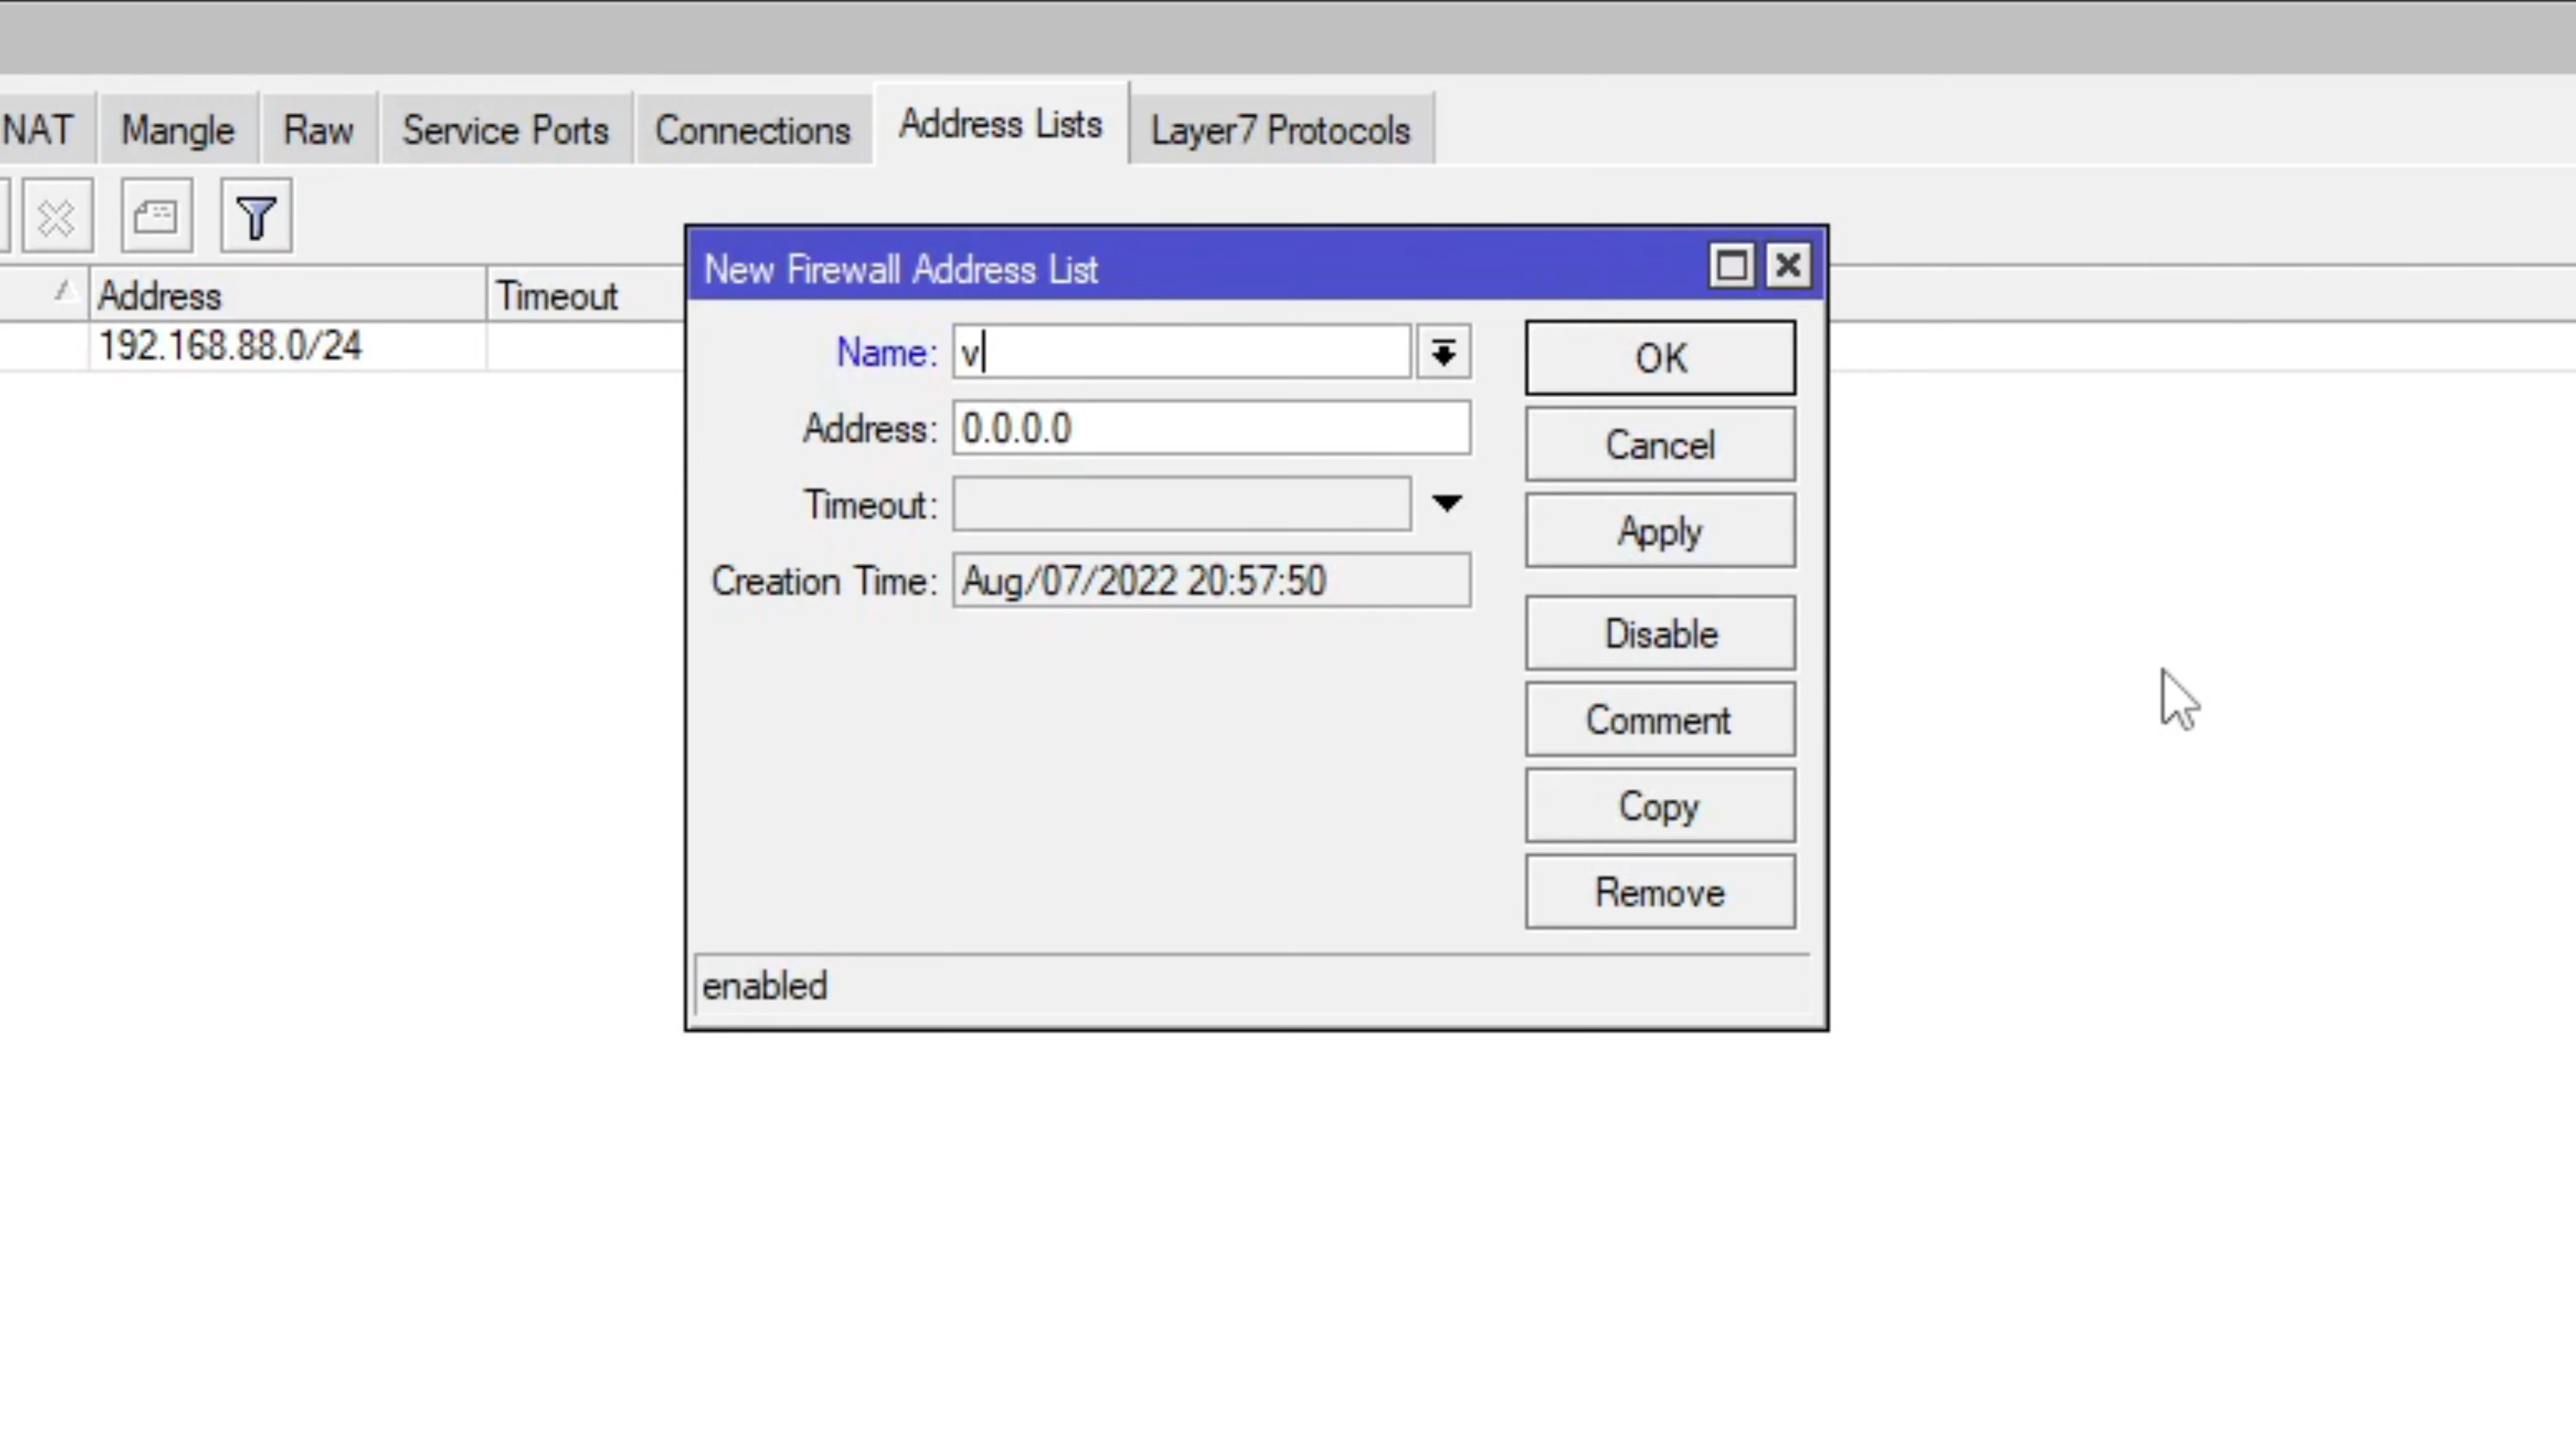 NAT Mangle Raw Service Ports Connections Address Lists Layer7 Protocols
Address Timeout
192.168.88.0/24
New Firewall Address List
Name: v
Address: 0.0.0.0
Timeout:
Creation Time: Aug/07/2022 20:57:50
OK
Cancel
Apply
Disable
Comment
Copy
Remove
enabled